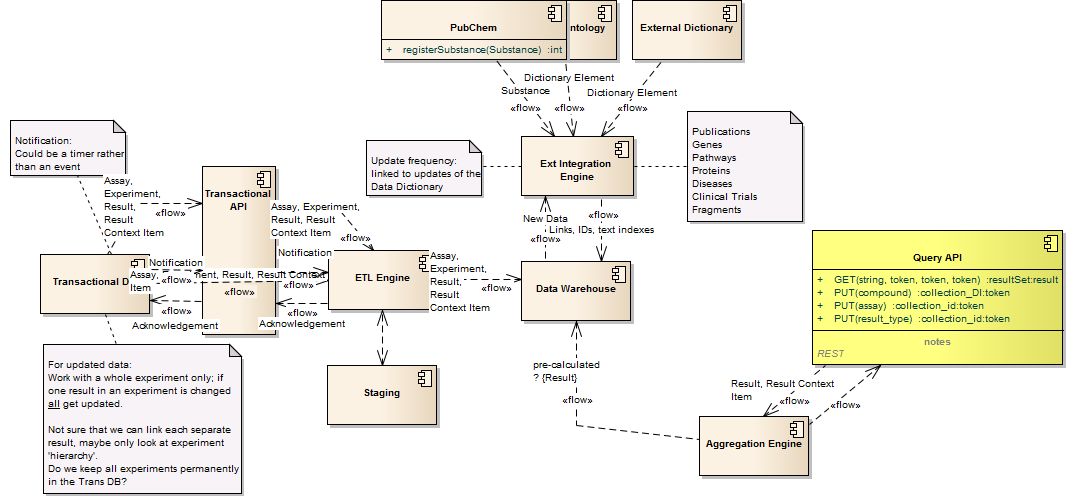 PubChem
+ registerSubstance(Substance) :int
ntology
External Dictionary
Dictionary Element
Substance
Dictionary Element
«flow»
«flow»
«flow»
Notification:
Could be a timer rather
than an event
Update frequency:
linked to updates of the
Data Dictionary
Ext Integration
Engine
Publications
Genes
Pathways
Proteins
Diseases
Clinical Trials
Fragments
Assay,
Experiment,
Result,
Result
Context Item
«flow»
Transactional
API
Assay, Experiment,
Result, Result
Context Item
«flow»
New Data
Links, IDs, text indexes
«flow»
«flow»
Transactional D
Notification
Notification
Assay,
Item
ment, Result, Result Context
«flow»
«flow»
«flow»
«flow»
«flow»
Acknowledgement
Acknowledgement
ETL Engine
Assay,
Experiment,
Result,
Result
Context Item
«flow»
Data Warehouse
Query API
+ GET(string, token, token, token) :resultSet:result
+ PUT(compound) :collection_DI:token
+ PUT(assay) :collection_id:token
+ PUT(result_type) :collection_id:token
notes
REST
For updated data:
Work with a whole experiment only; if
one result in an experiment is changed
all get updated.
Not sure that we can link each separate
result, maybe only look at experiment
'hierarchy'.
Do we keep all experiments permanently
in the Trans DB?
Staging
pre-calculated
? {Result}
«flow»
Result, Result Context
Item
«flow»
«flow»
Aggregation Engine